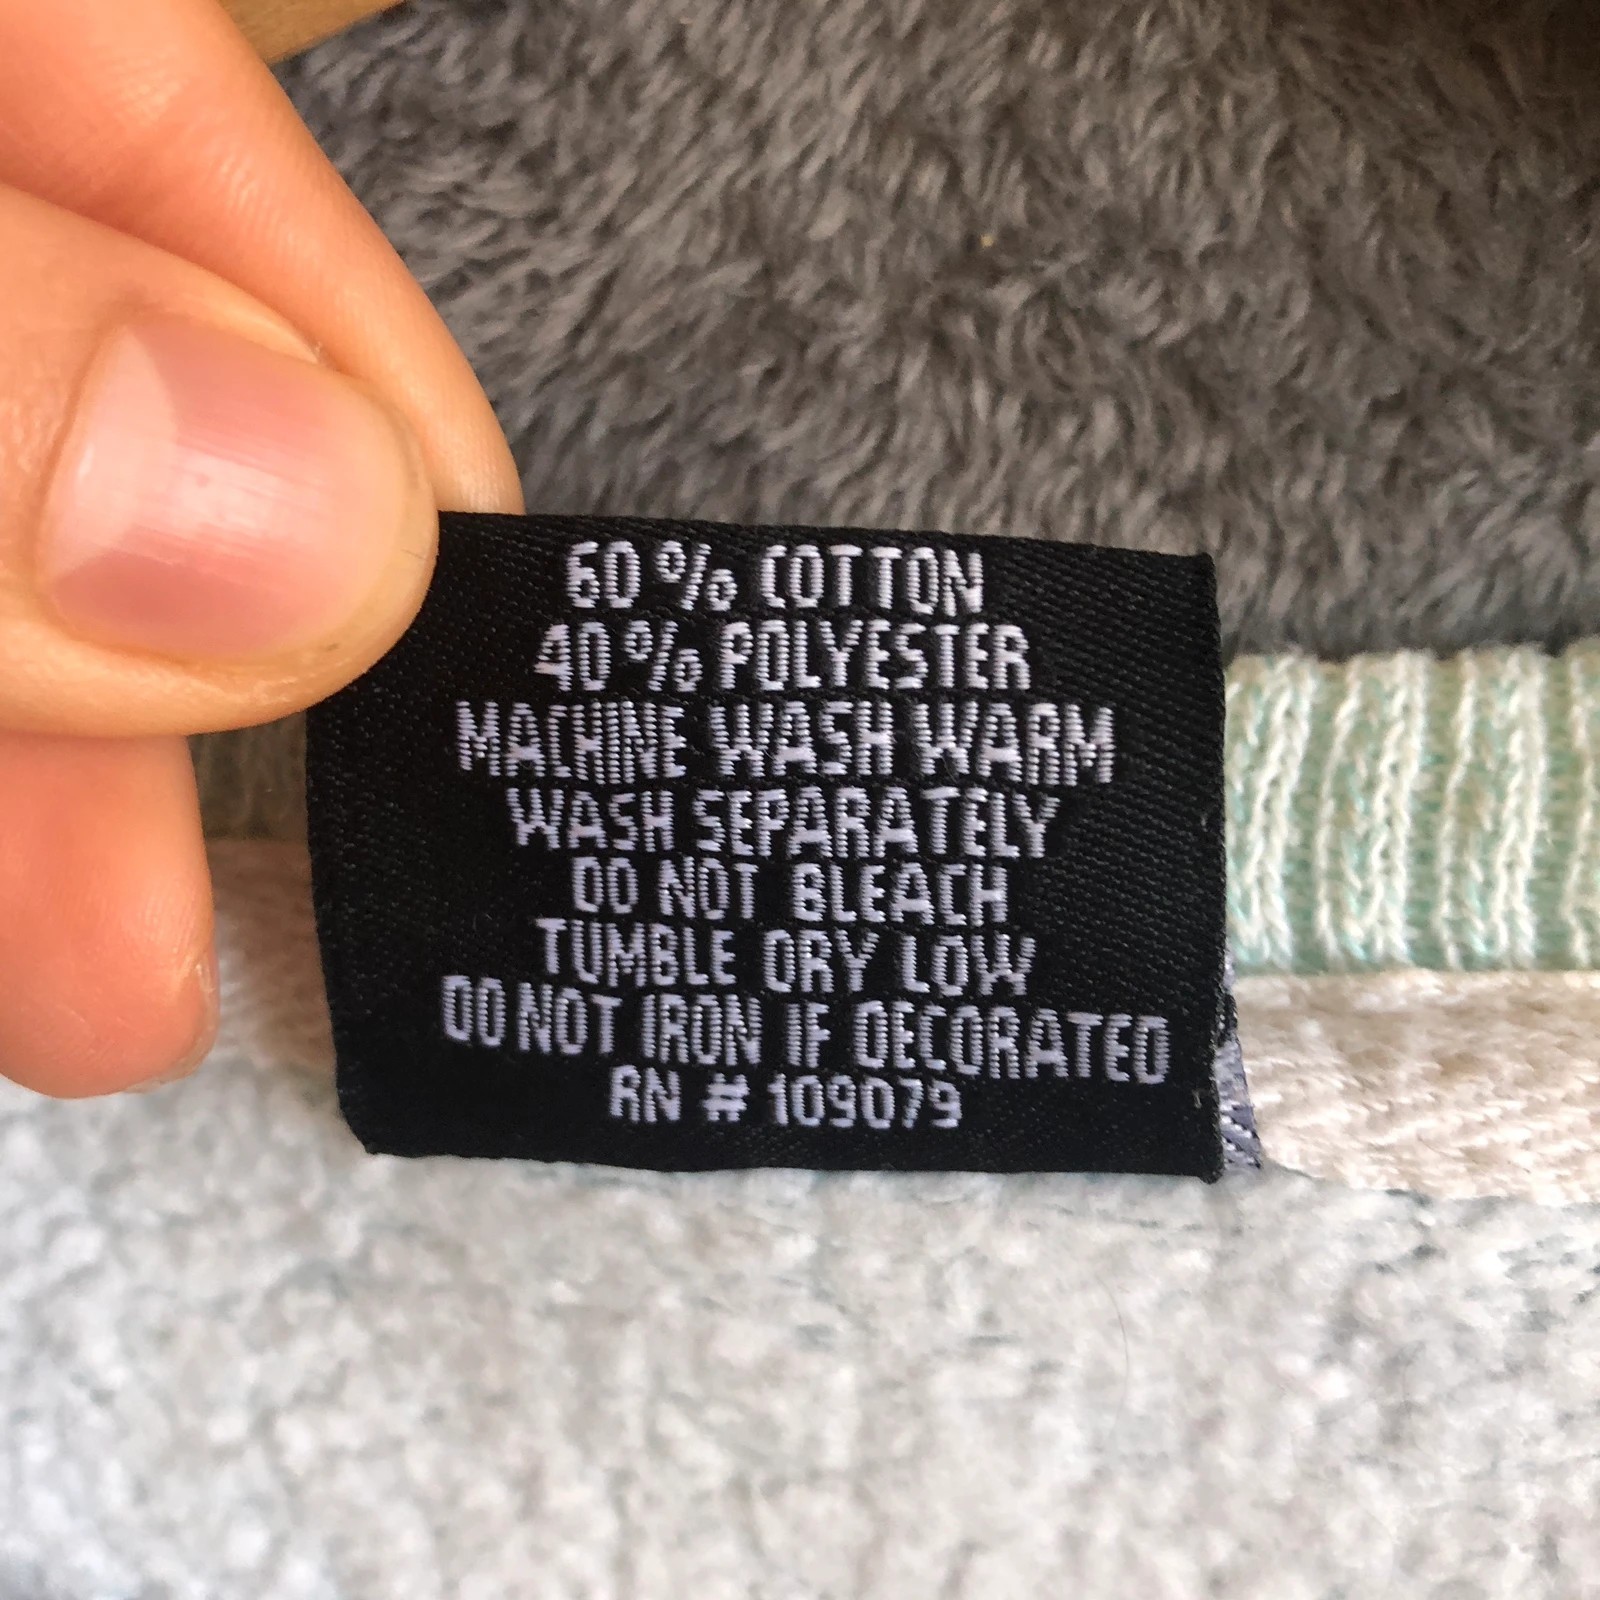 60% COTTON
40% POLYESTER
MACHINE WASH WARM
WASH SEPARATELY
DO NOT BLEACH
TUMBLE DRY LOW
DO NOT IRON IF DECORATED
RN # 109079